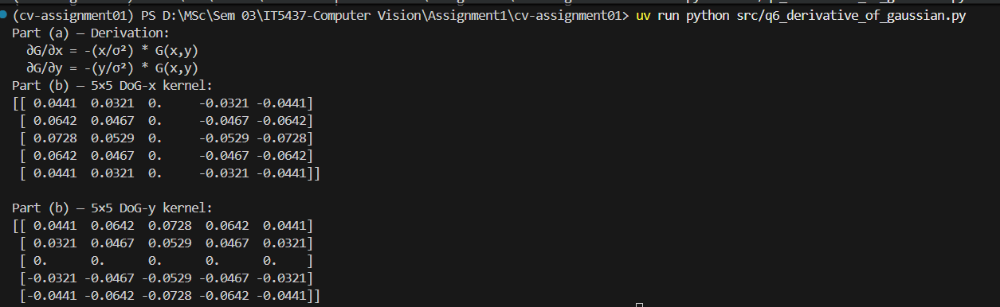 (cv-assignment01) PS D:\MSc\Sem 03\IT5437-Computer Vision\Assignment1\cv-assignment01> uv run python src/q6_derivative_of_gaussian.py
Part (a) — Derivation:
  ∂G/∂x = -(x/σ²) * G(x,y)
  ∂G/∂y = -(y/σ²) * G(x,y)
Part (b) — 5×5 DoG-x kernel:
[[ 0.0441  0.0321  0.     -0.0321 -0.0441]
 [ 0.0642  0.0467  0.     -0.0467 -0.0642]
 [ 0.0728  0.0529  0.     -0.0529 -0.0728]
 [ 0.0642  0.0467  0.     -0.0467 -0.0642]
 [ 0.0441  0.0321  0.     -0.0321 -0.0441]]

Part (b) — 5×5 DoG-y kernel:
[[ 0.0441  0.0642  0.0728  0.0642  0.0441]
 [ 0.0321  0.0467  0.0529  0.0467  0.0321]
 [ 0.      0.      0.      0.      0.    ]
 [-0.0321 -0.0467 -0.0529 -0.0467 -0.0321]
 [-0.0441 -0.0642 -0.0728 -0.0642 -0.0441]]